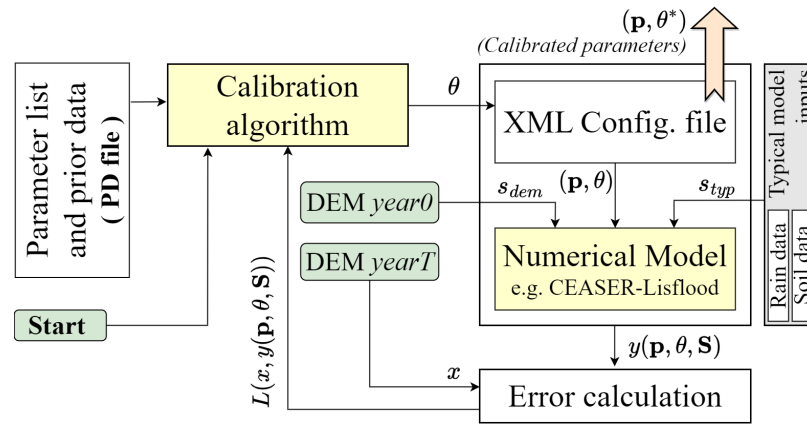 (p, θ*)
(Calibrated parameters)
Parameter list
and prior data
( PD file )
Calibration
algorithm
θ
XML Config. file
Typical model
inputs
(p, θ)
DEM year0
s_dem
s_typ
DEM yearT
Numerical Model
e.g. CEASER-Lisflood
Rain data
Soil data
Start
L(x, y(p, θ, S))
y(p, θ, S)
x
Error calculation